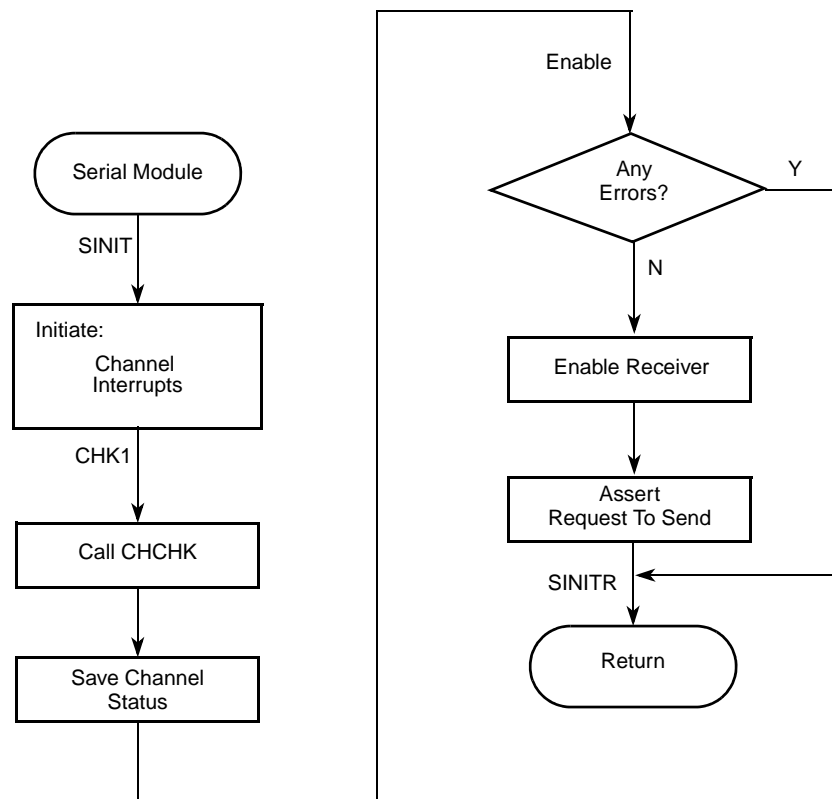 Serial Module
SINIT
Initiate:
Channel
Interrupts
CHK1
Call CHCHK
Save Channel
Status
Enable
Any
Errors?
Y
N
Enable Receiver
Assert
Request To Send
SINITR
Return